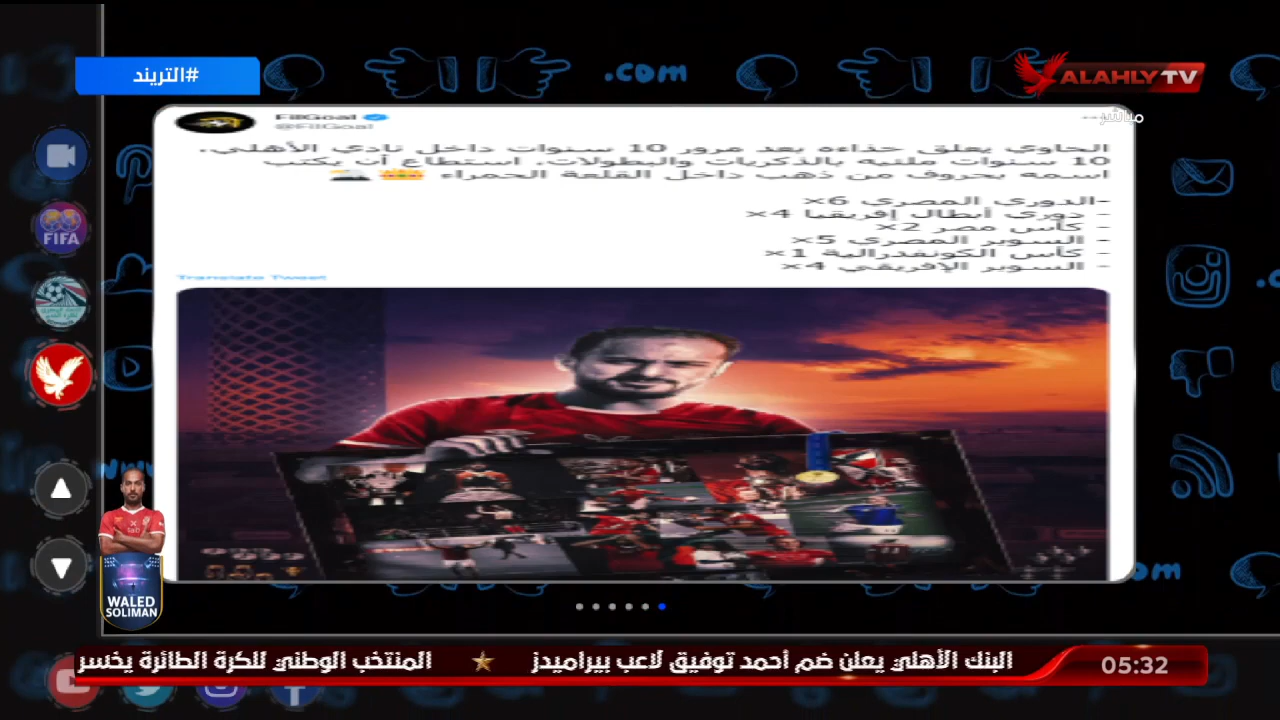 #التريند
.com
ALAHLY TV
مباشر
FilGoal
@FilGoal
الحاوي يعلق حذاءه بعد مرور 10 سنوات داخل نادي الأهلي.
10 سنوات مليئة بالذكريات والبطولات، استطاع أن يكتب
اسمه بحروف من ذهب داخل القلعة الحمراء
-الدوري المصري 6×
- دوري أبطال إفريقيا 4×
- كأس مصر 2×
- السوبر المصري 5×
- كأس الكونفدرالية 1×
- السوبر الإفريقي 4×
Translate Tweet
FIFA
WALED
SOLIMAN
البنك الأهلي يعلن ضم أحمد توفيق لاعب بيراميدز
المنتخب الوطني للكرة الطائرة يخسر
05:32